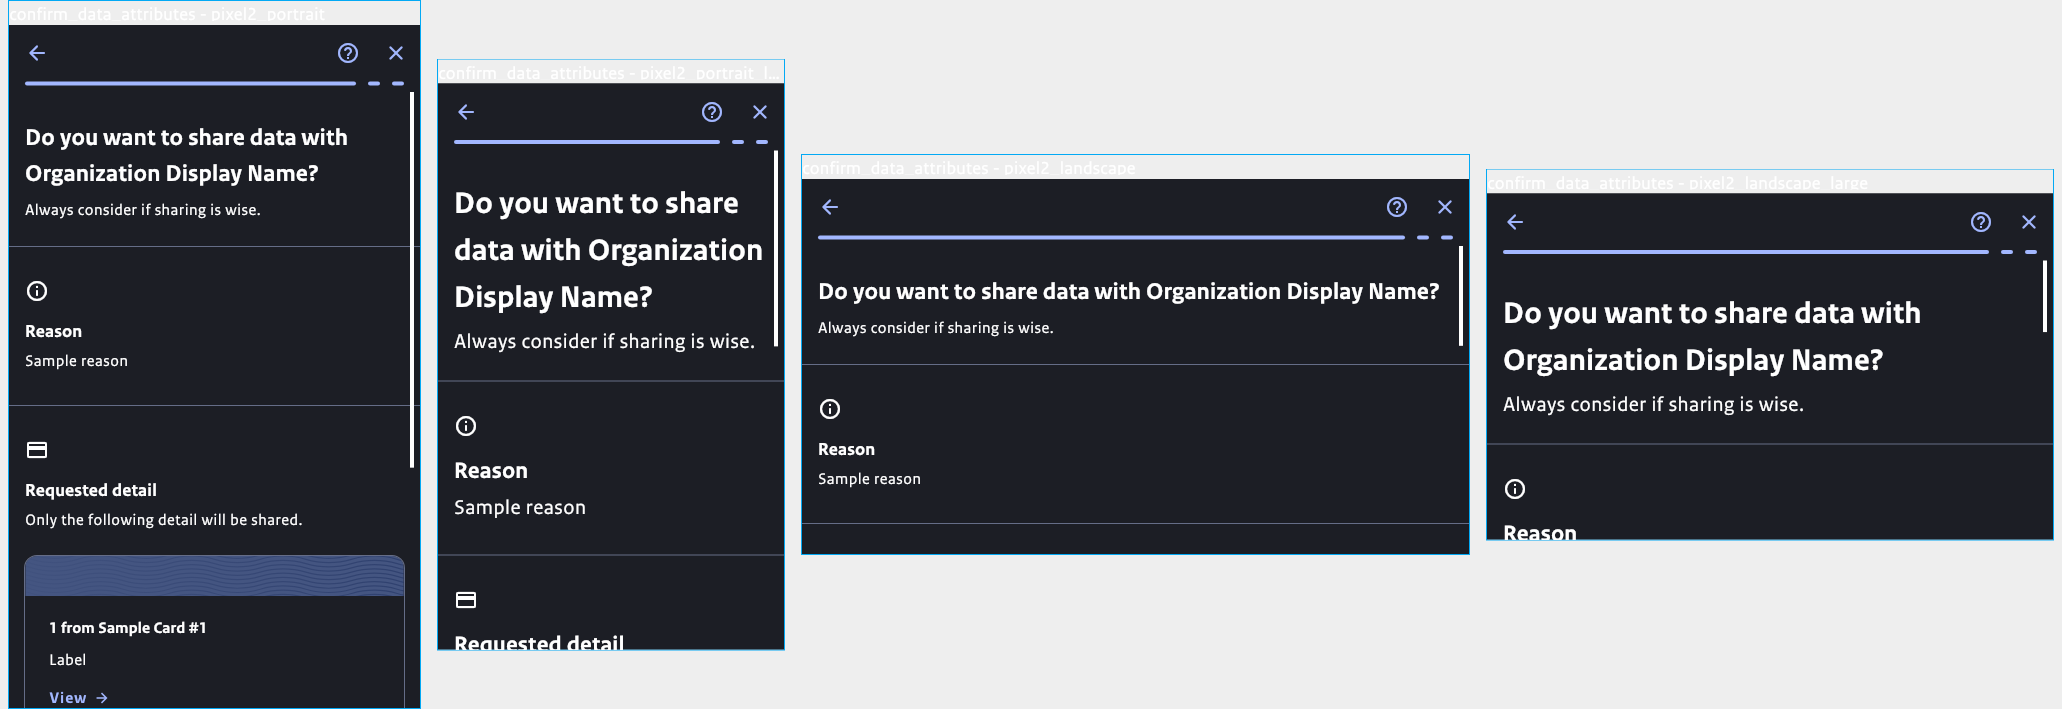 confirm_data_attributes - pixel2_portrait
Do you want to share data with
Organization Display Name?
Always consider if sharing is wise.
Reason
Sample reason
Requested detail
Only the following detail will be shared.
1 from Sample Card #1
Label
View →
confirm_data_attributes - pixel2_portrait_l...
Do you want to share
data with Organization
Display Name?
Always consider if sharing is wise.
Reason
Sample reason
Requested detail
confirm_data_attributes - pixel2_landscape
Do you want to share data with Organization Display Name?
Always consider if sharing is wise.
Reason
Sample reason
confirm_data_attributes - pixel2_landscape_large
Do you want to share data with
Organization Display Name?
Always consider if sharing is wise.
Reason